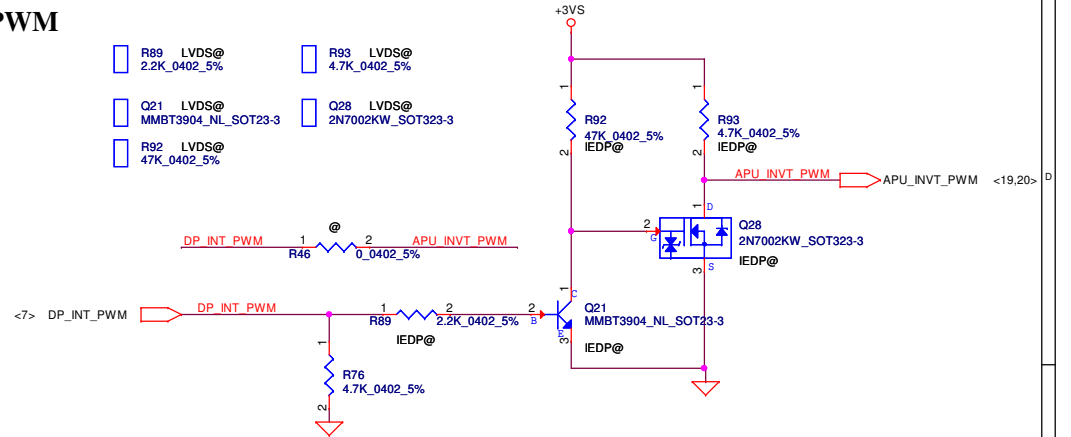 PWM
+3VS
R89 LVDS@
2.2K_0402_5%
R93 LVDS@
4.7K_0402_5%
Q21 LVDS@
MMBT3904_NL_SOT23-3
Q28 LVDS@
2N7002KW_SOT323-3
R92 LVDS@
47K_0402_5%
1
R92
47K_0402_5%
IEDP@
2
1
R93
4.7K_0402_5%
IEDP@
2
APU_INVT_PWM
APU_INVT_PWM <19,20>
D
1
D
2
G
Q28
2N7002KW_SOT323-3
IEDP@
3
S
@
DP_INT_PWM 1 2 APU_INVT_PWM
R46 0_0402_5%
<7> DP_INT_PWM
DP_INT_PWM
1 2
R89 2.2K_0402_5%
IEDP@
2
B
1
C
Q21
MMBT3904_NL_SOT23-3
E
3
IEDP@
1
R76
4.7K_0402_5%
2